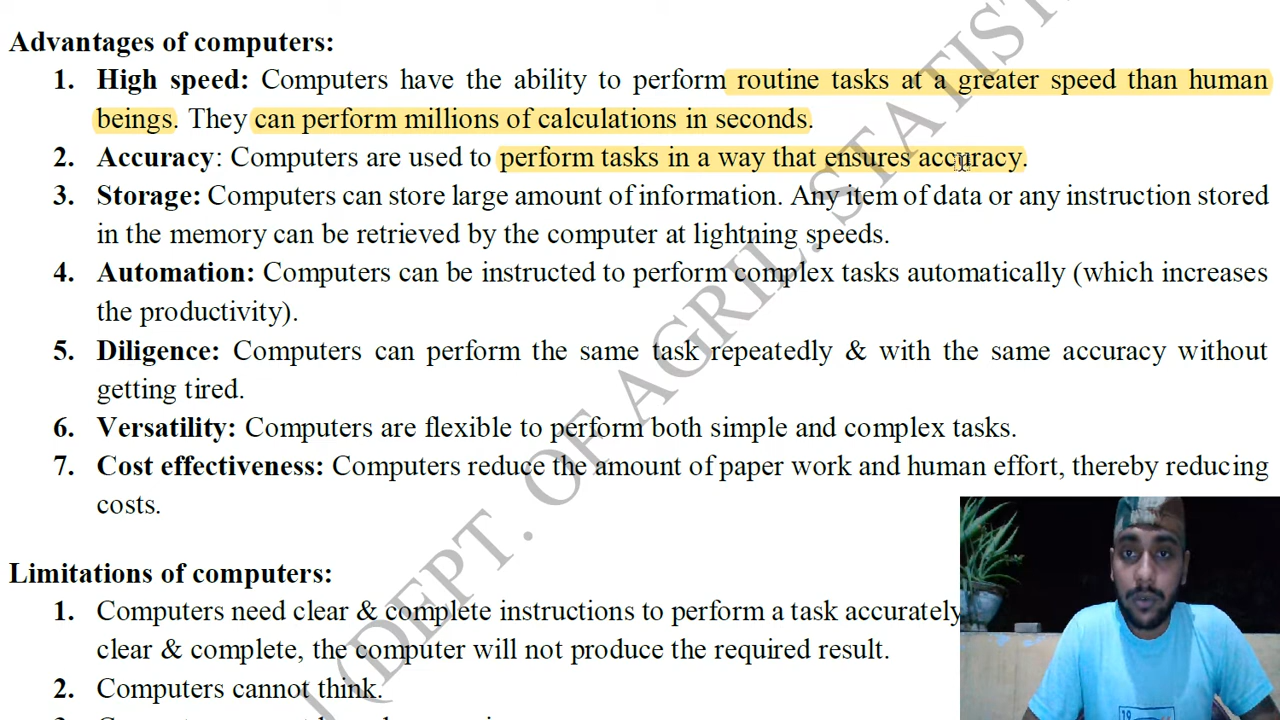 Advantages of computers:
1. High speed: Computers have the ability to perform routine tasks at a greater speed than human
beings. They can perform millions of calculations in seconds.
2. Accuracy: Computers are used to perform tasks in a way that ensures accuracy.
3. Storage: Computers can store large amount of information. Any item of data or any instruction stored
in the memory can be retrieved by the computer at lightning speeds.
4. Automation: Computers can be instructed to perform complex tasks automatically (which increases
the productivity).
5. Diligence: Computers can perform the same task repeatedly & with the same accuracy without
getting tired.
6. Versatility: Computers are flexible to perform both simple and complex tasks.
7. Cost effectiveness: Computers reduce the amount of paper work and human effort, thereby reducing
costs.
Limitations of computers:
1. Computers need clear & complete instructions to perform a task accurately
clear & complete, the computer will not produce the required result.
2. Computers cannot think.
(DEPT. OF AGRIL. STATIST
19